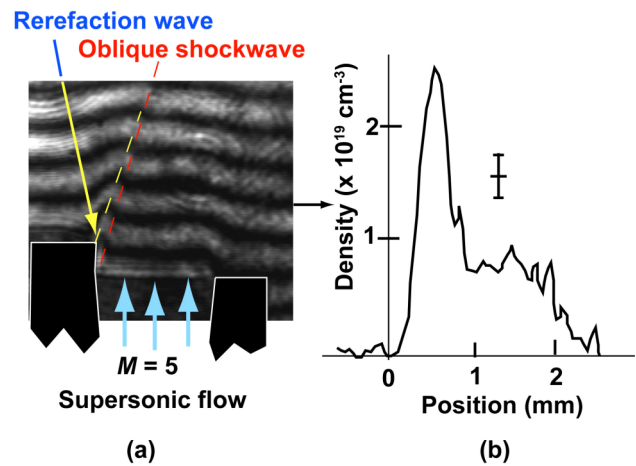 Rerefaction wave
Oblique shockwave
M = 5
Supersonic flow
(a)
Density (x 10¹⁹ cm⁻³)
2
1
0
1
2
Position (mm)
(b)